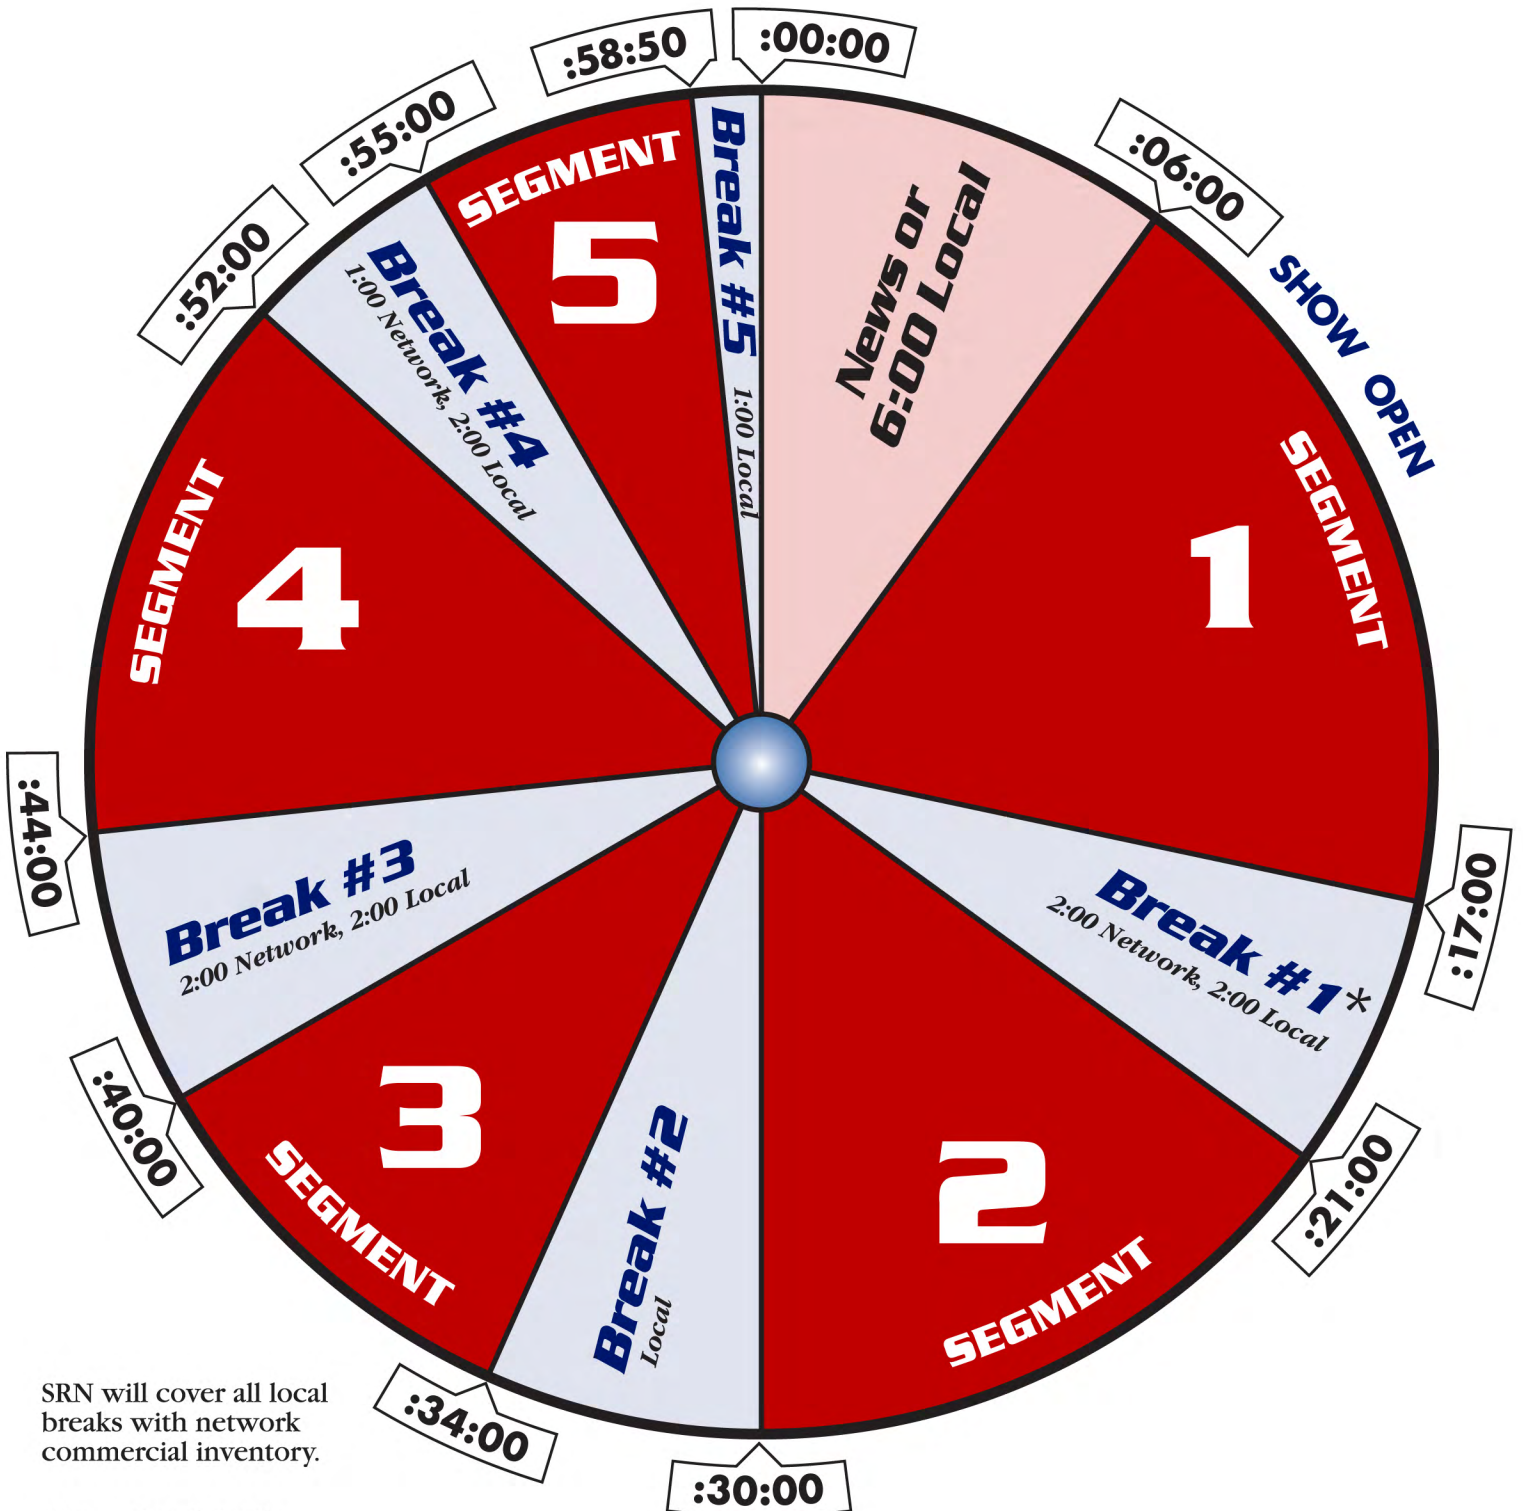 :00:00
News or
6:00 Local
:06:00
SHOW OPEN
SEGMENT
1
:17:00
Break #1*
2:00 Network, 2:00 Local
:21:00
2
SEGMENT
:30:00
Break #2
Local
:34:00
3
SEGMENT
:40:00
Break #3
2:00 Network, 2:00 Local
:44:00
SEGMENT
4
:52:00
Break #4
1:00 Network, 2:00 Local
:55:00
SEGMENT
5
:58:50
Break #5
1:00 Local
SRN will cover all local
breaks with network
commercial inventory.